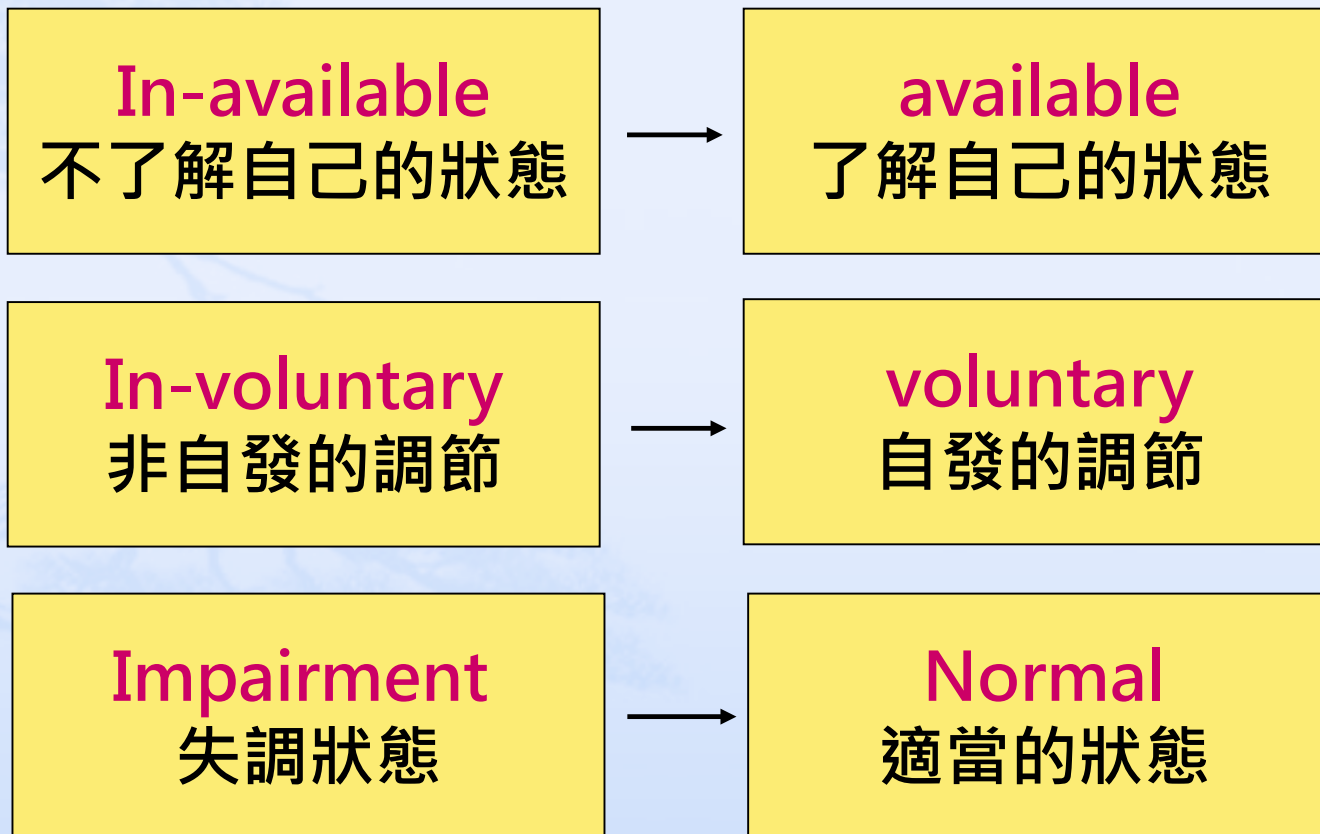 In-available
不了解自己的狀態
available
了解自己的狀態
In-voluntary
非自發的調節
voluntary
自發的調節
Impairment
失調狀態
Normal
適當的狀態